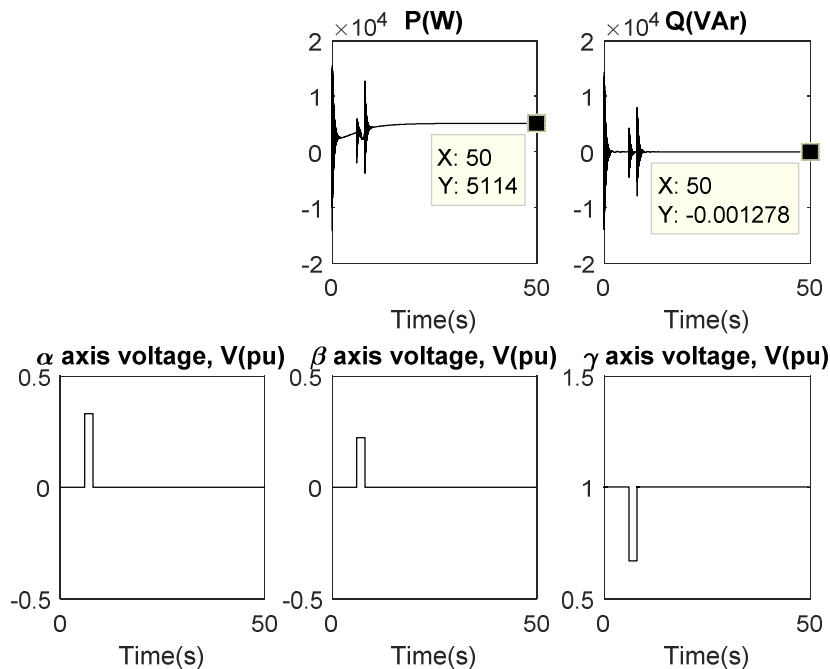 ×10⁴ P(W)
2
1
0
-1
-2
X: 50
Y: 5114
0 50
Time(s)
×10⁴ Q(VAr)
2
1
0
-1
-2
X: 50
Y: -0.001278
0 50
Time(s)
α axis voltage, V(pu)
0.5
0
-0.5
0 50
Time(s)
β axis voltage, V(pu)
0.5
0
-0.5
0 50
Time(s)
γ axis voltage, V(pu)
1.5
1
0.5
0 50
Time(s)